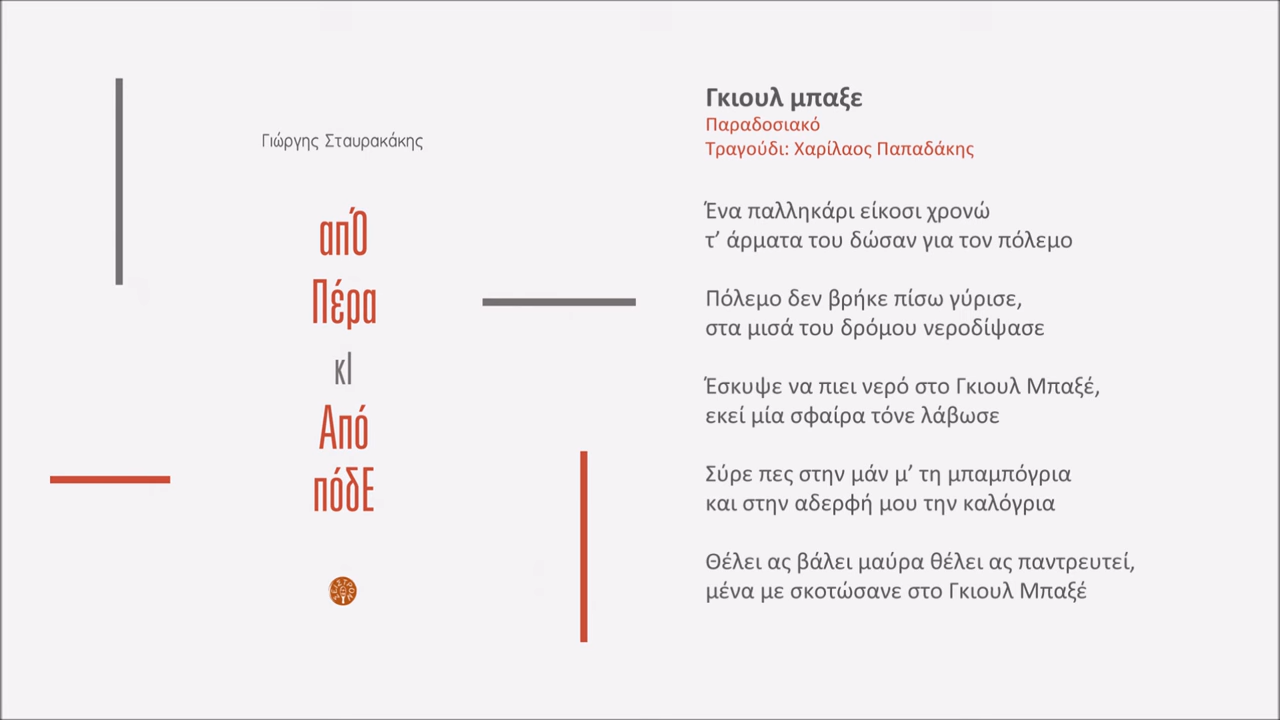 Γιώργης Σταυρακάκης
απΌ
Πέρα
κΙ
Από
πόδΕ
Γκιουλ μπαξε
Παραδοσιακό
Τραγούδι: Χαρίλαος Παπαδάκης
Ένα παλληκάρι είκοσι χρονώ
τ’ άρματα του δώσαν για τον πόλεμο
Πόλεμο δεν βρήκε πίσω γύρισε,
στα μισά του δρόμου νεροδίψασε
Έσκυψε να πιει νερό στο Γκιουλ Μπαξέ,
εκεί μία σφαίρα τόνε λάβωσε
Σύρε πες στην μάν μ’ τη μπαμπόγρια
και στην αδερφή μου την καλόγρια
Θέλει ας βάλει μαύρα θέλει ας παντρευτεί,
μένα με σκοτώσανε στο Γκιουλ Μπαξέ